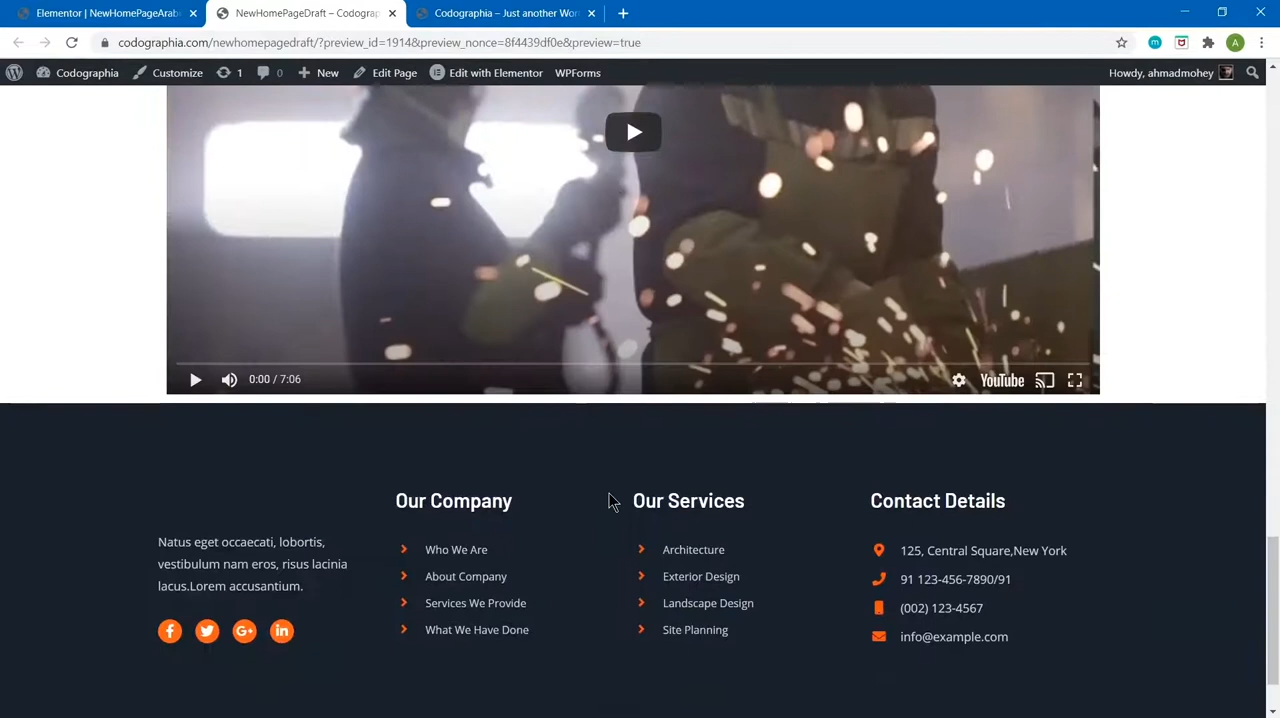 Elementor | NewHomePageArab
NewHomePageDraft – Codograp
Codographia – Just another Wor
codographia.com/newhomepagedraft/?preview_id=1914&preview_nonce=8f4439df0e&preview=true
m
A
Codographia
Customize
1
0
New
Edit Page
Edit with Elementor
WPForms
Howdy, ahmadmohey
0:00 / 7:06
YouTube
Natus eget occaecati, lobortis,
vestibulum nam eros, risus lacinia
lacus.Lorem accusantium.
Our Company
Who We Are
About Company
Services We Provide
What We Have Done
Our Services
Architecture
Exterior Design
Landscape Design
Site Planning
Contact Details
125, Central Square,New York
91 123-456-7890/91
(002) 123-4567
info@example.com